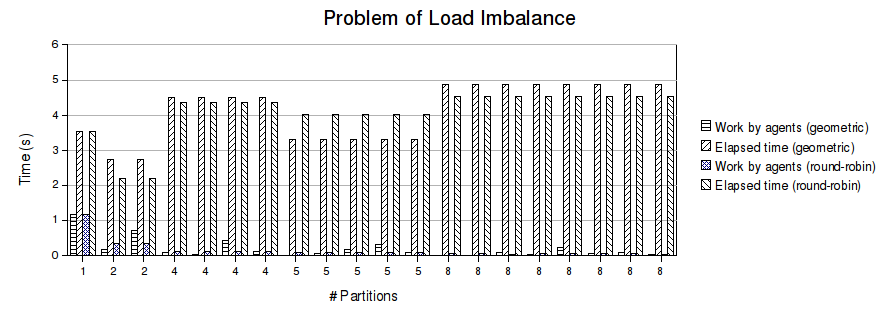 Problem of Load Imbalance
6
5
4
3
2
1
0
Time (s)
1 2 2 4 4 4 4 5 5 5 5 5 8 8 8 8 8 8 8 8
# Partitions
Work by agents (geometric)
Elapsed time (geometric)
Work by agents (round-robin)
Elapsed time (round-robin)